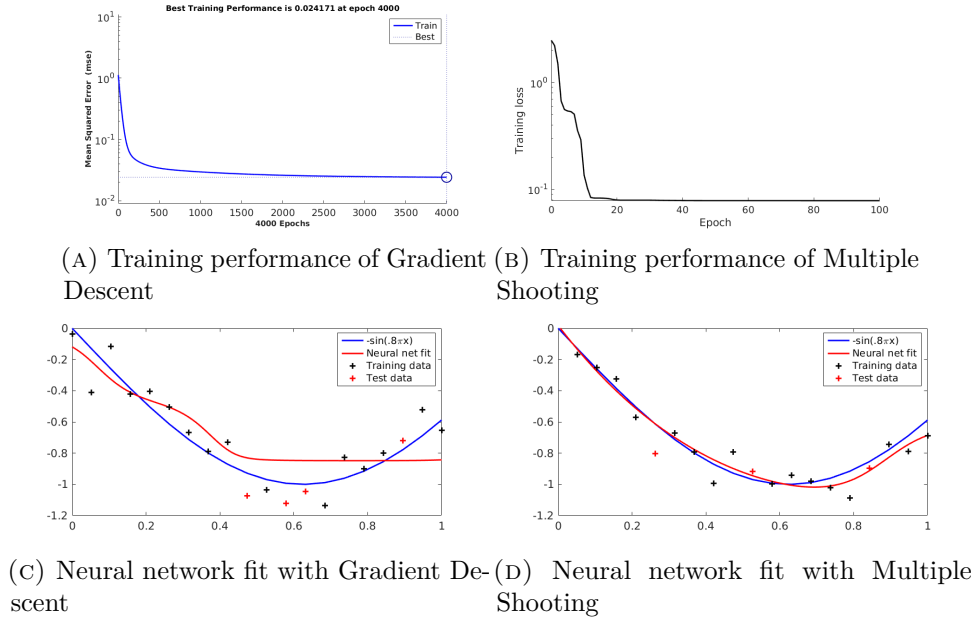 Best Training Performance is 0.024171 at epoch 4000
Mean Squared Error (mse)
10^1
10^0
10^-1
10^-2
Train
Best
0 500 1000 1500 2000 2500 3000 3500 4000
4000 Epochs
Training loss
10^0
10^-1
0 20 40 60 80 100
Epoch
(A) Training performance of Gradient
Descent
(B) Training performance of Multiple
Shooting
0
-0.2
-0.4
-0.6
-0.8
-1
-1.2
-sin(.8πx)
Neural net fit
Training data
Test data
0 0.2 0.4 0.6 0.8 1
0
-0.2
-0.4
-0.6
-0.8
-1
-1.2
-sin(.8πx)
Neural net fit
Training data
Test data
0 0.2 0.4 0.6 0.8 1
(C) Neural network fit with Gradient De-
scent
(D) Neural network fit with Multiple
Shooting